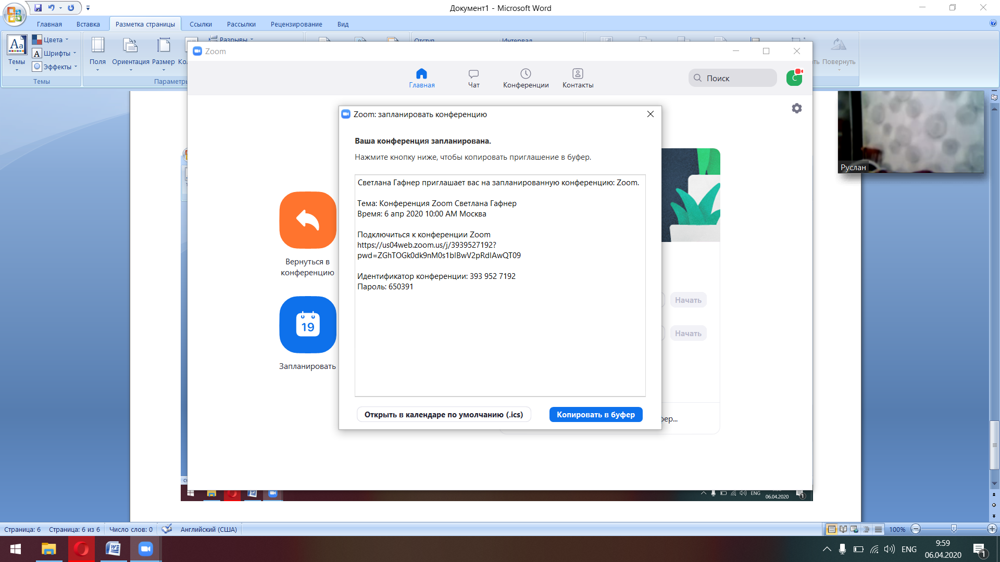 Документ1 - Microsoft Word
Главная Вставка Разметка страницы Ссылки Рассылки Рецензирование Вид
Цвета
Шрифты
Эффекты
Темы
Темы
Поля Ориентация Размер
Разрывы
Отступ
Интервал
Повернуть
Zoom
Главная Чат Конференции Контакты
Поиск
С
Руслан
Вернуться в
конференцию
19
Запланировать
Zoom: запланировать конференцию
Ваша конференция запланирована.
Нажмите кнопку ниже, чтобы копировать приглашение в буфер.
Светлана Гафнер приглашает вас на запланированную конференцию: Zoom.
Тема: Конференция Zoom Светлана Гафнер
Время: 6 апр 2020 10:00 AM Москва
Подключиться к конференции Zoom
https://us04web.zoom.us/j/3939527192?
pwd=ZGhTOGk0dk9nM0s1blBwV2pRdlAwQT09
Идентификатор конференции: 393 952 7192
Пароль: 650391
Открыть в календаре по умолчанию (.ics)
Копировать в буфер
Начать
Начать
ENG
06.04.2020
1
Страница: 6 Страница: 6 из 6 Число слов: 0 Английский (США)
100%
ENG
9:59
06.04.2020
1